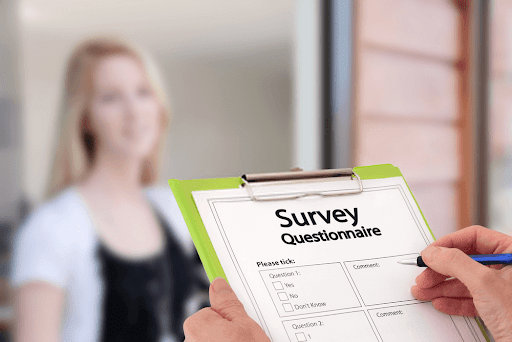 Survey
Questionnaire
Please tick:
Question 1:
Yes
No
Don't Know
Comment:
Question 2:
Comment: